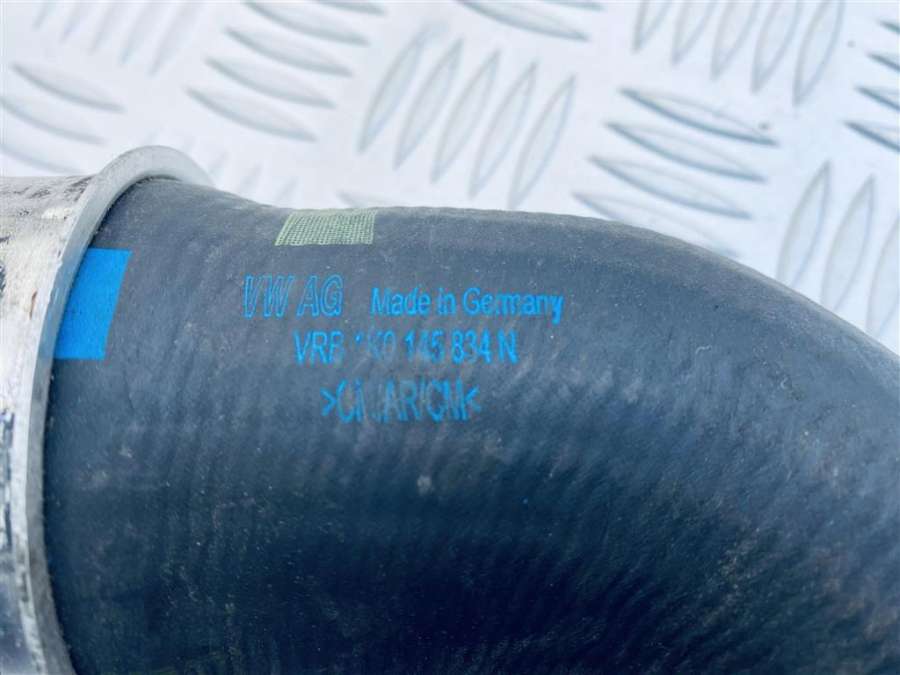 VW AG Made in Germany
VRB 1K0 145 834 N